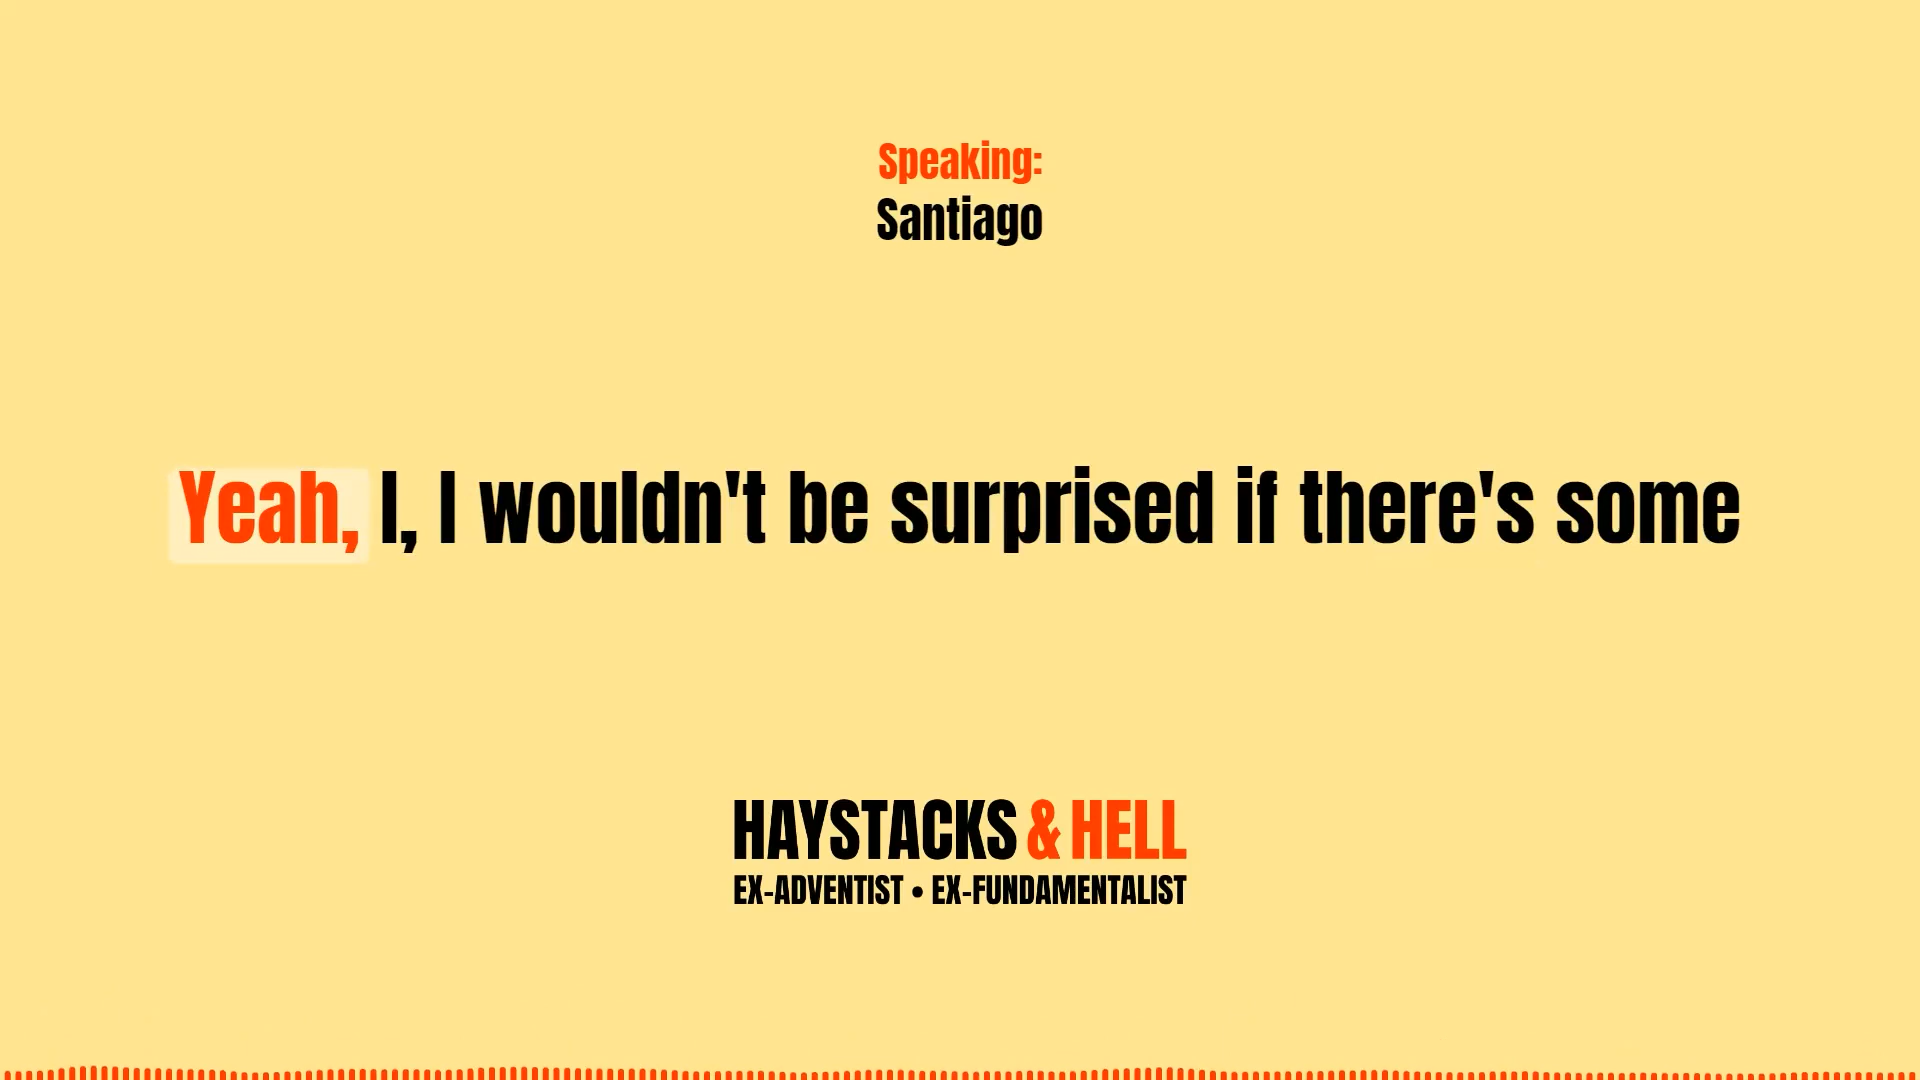 Speaking:
Santiago
Yeah, I, I wouldn't be surprised if there's some
HAYSTACKS & HELL
EX-ADVENTIST • EX-FUNDAMENTALIST